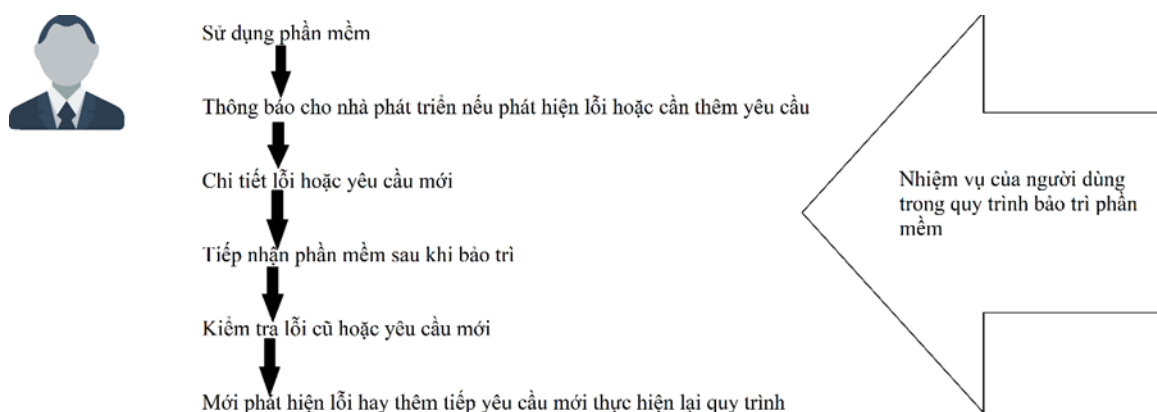 Sử dụng phần mềm
Thông báo cho nhà phát triển nếu phát hiện lỗi hoặc cần thêm yêu cầu
Chi tiết lỗi hoặc yêu cầu mới
Tiếp nhận phần mềm sau khi bảo trì
Kiểm tra lỗi cũ hoặc yêu cầu mới
Mới phát hiện lỗi hay thêm tiếp yêu cầu mới thực hiện lại quy trình
Nhiệm vụ của người dùng
trong quy trình bảo trì phần
mềm